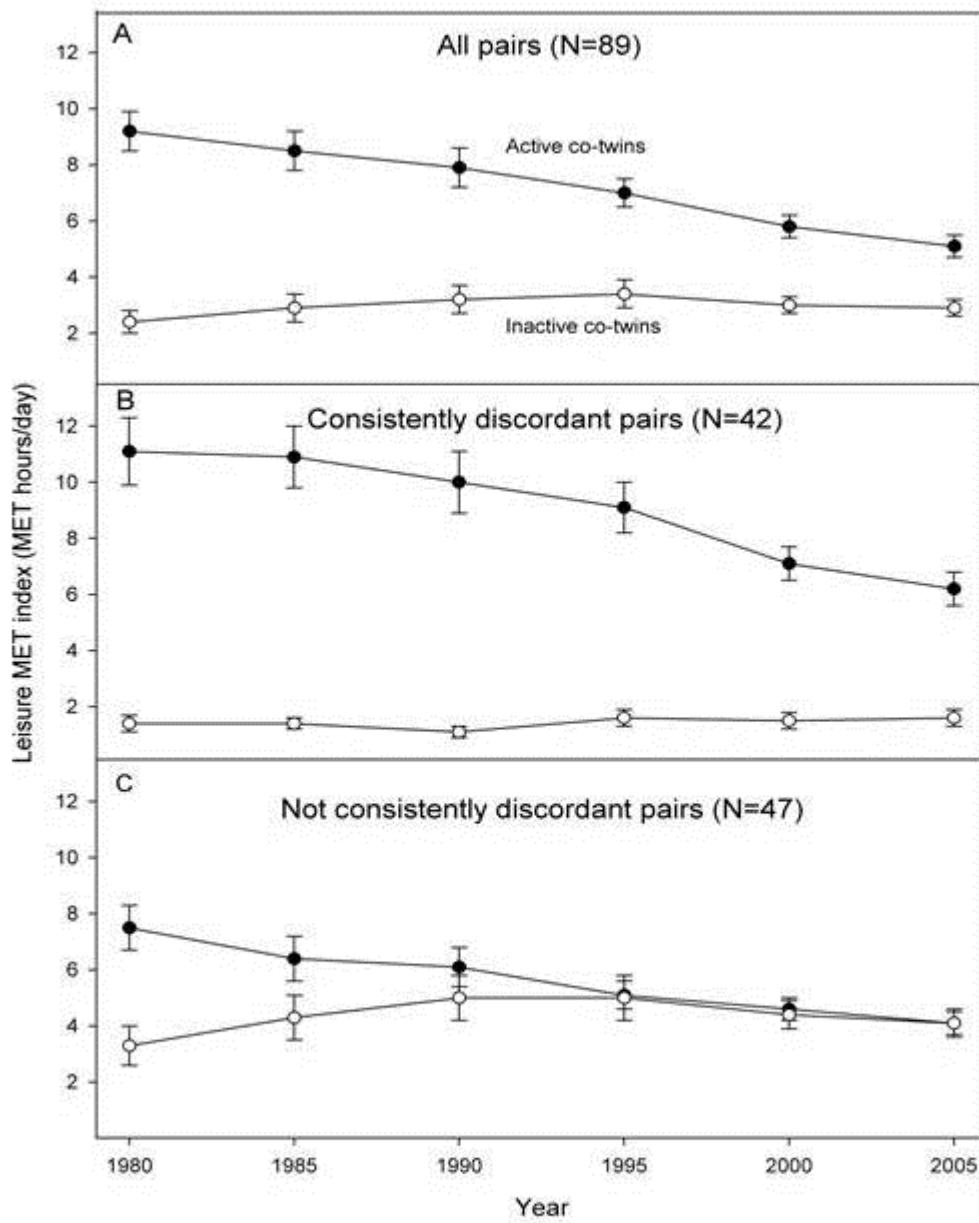 A
All pairs (N=89)
12
10
8
6
4
2
Active co-twins
Inactive co-twins
B
Consistently discordant pairs (N=42)
12
10
8
6
4
2
Leisure MET index (MET hours/day)
C
Not consistently discordant pairs (N=47)
12
10
8
6
4
2
1980 1985 1990 1995 2000 2005
Year